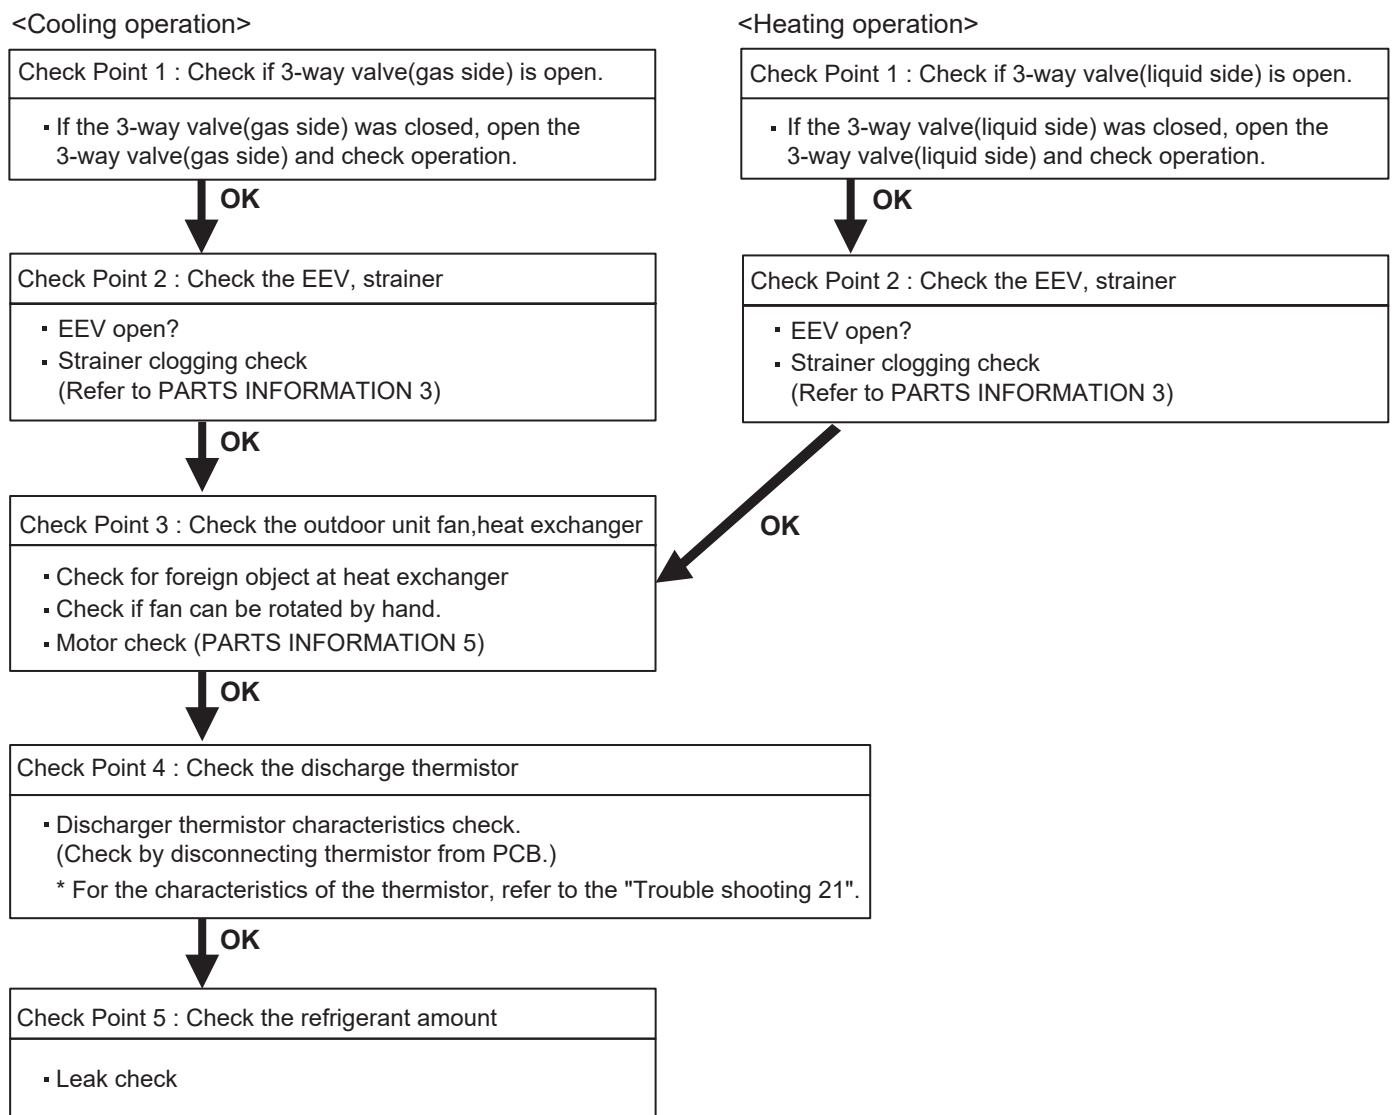 <Cooling operation>
Check Point 1 : Check if 3-way valve(gas side) is open.
▪ If the 3-way valve(gas side) was closed, open the
3-way valve(gas side) and check operation.
OK
Check Point 2 : Check the EEV, strainer
▪ EEV open?
▪ Strainer clogging check
(Refer to PARTS INFORMATION 3)
OK
<Heating operation>
Check Point 1 : Check if 3-way valve(liquid side) is open.
▪ If the 3-way valve(liquid side) was closed, open the
3-way valve(liquid side) and check operation.
OK
Check Point 2 : Check the EEV, strainer
▪ EEV open?
▪ Strainer clogging check
(Refer to PARTS INFORMATION 3)
OK
Check Point 3 : Check the outdoor unit fan,heat exchanger
▪ Check for foreign object at heat exchanger
▪ Check if fan can be rotated by hand.
▪ Motor check (PARTS INFORMATION 5)
OK
Check Point 4 : Check the discharge thermistor
▪ Discharger thermistor characteristics check.
(Check by disconnecting thermistor from PCB.)
* For the characteristics of the thermistor, refer to the "Trouble shooting 21".
OK
Check Point 5 : Check the refrigerant amount
▪ Leak check